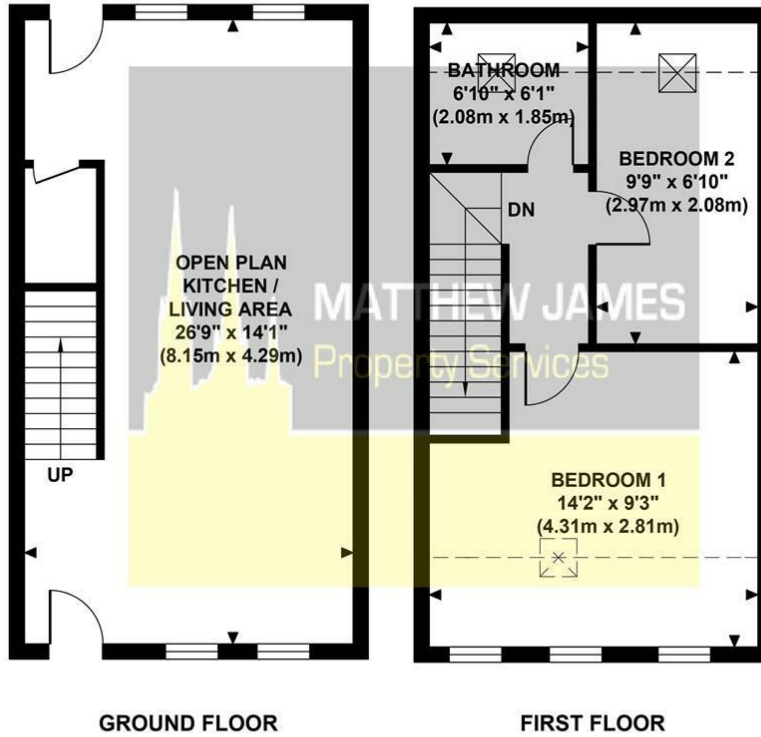 BATHROOM
6'10" x 6'1"
(2.08m x 1.85m)
BEDROOM 2
9'9" x 6'10"
(2.97m x 2.08m)
DN
OPEN PLAN
KITCHEN /
LIVING AREA
26'9" x 14'1"
(8.15m x 4.29m)
MATTHEW JAMES
Property Services
UP
BEDROOM 1
14'2" x 9'3"
(4.31m x 2.81m)
GROUND FLOOR
FIRST FLOOR